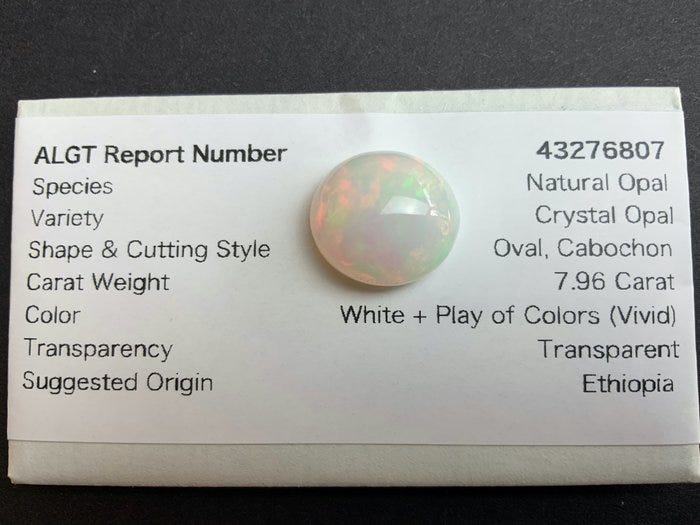 ALGT Report Number 43276807
Species Natural Opal
Variety Crystal Opal
Shape & Cutting Style Oval, Cabochon
Carat Weight 7.96 Carat
Color White + Play of Colors (Vivid)
Transparency Transparent
Suggested Origin Ethiopia